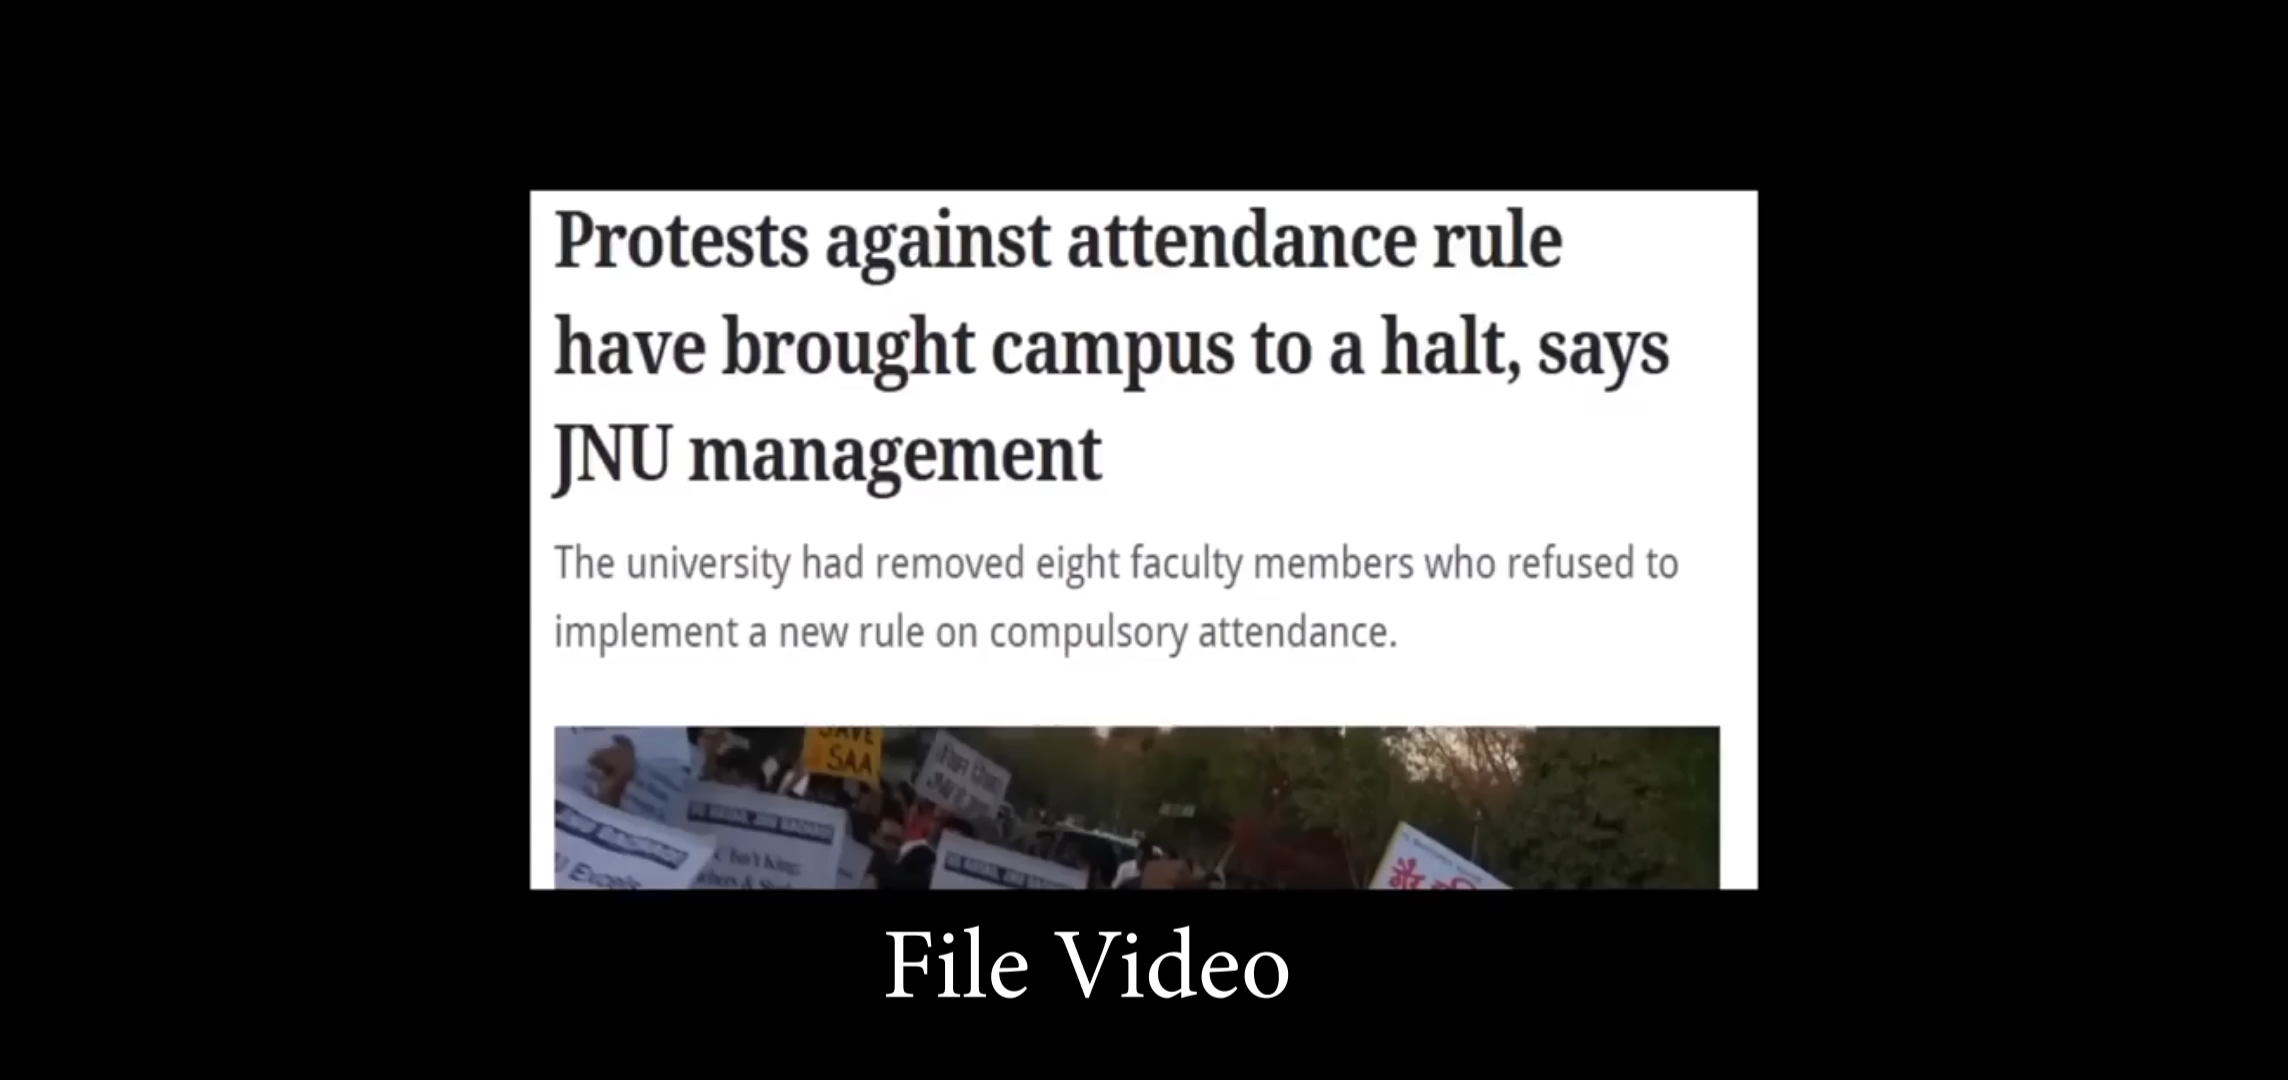 Protests against attendance rule
have brought campus to a halt, says
JNU management
The university had removed eight faculty members who refused to
implement a new rule on compulsory attendance.
SAVE
SAA
File Video